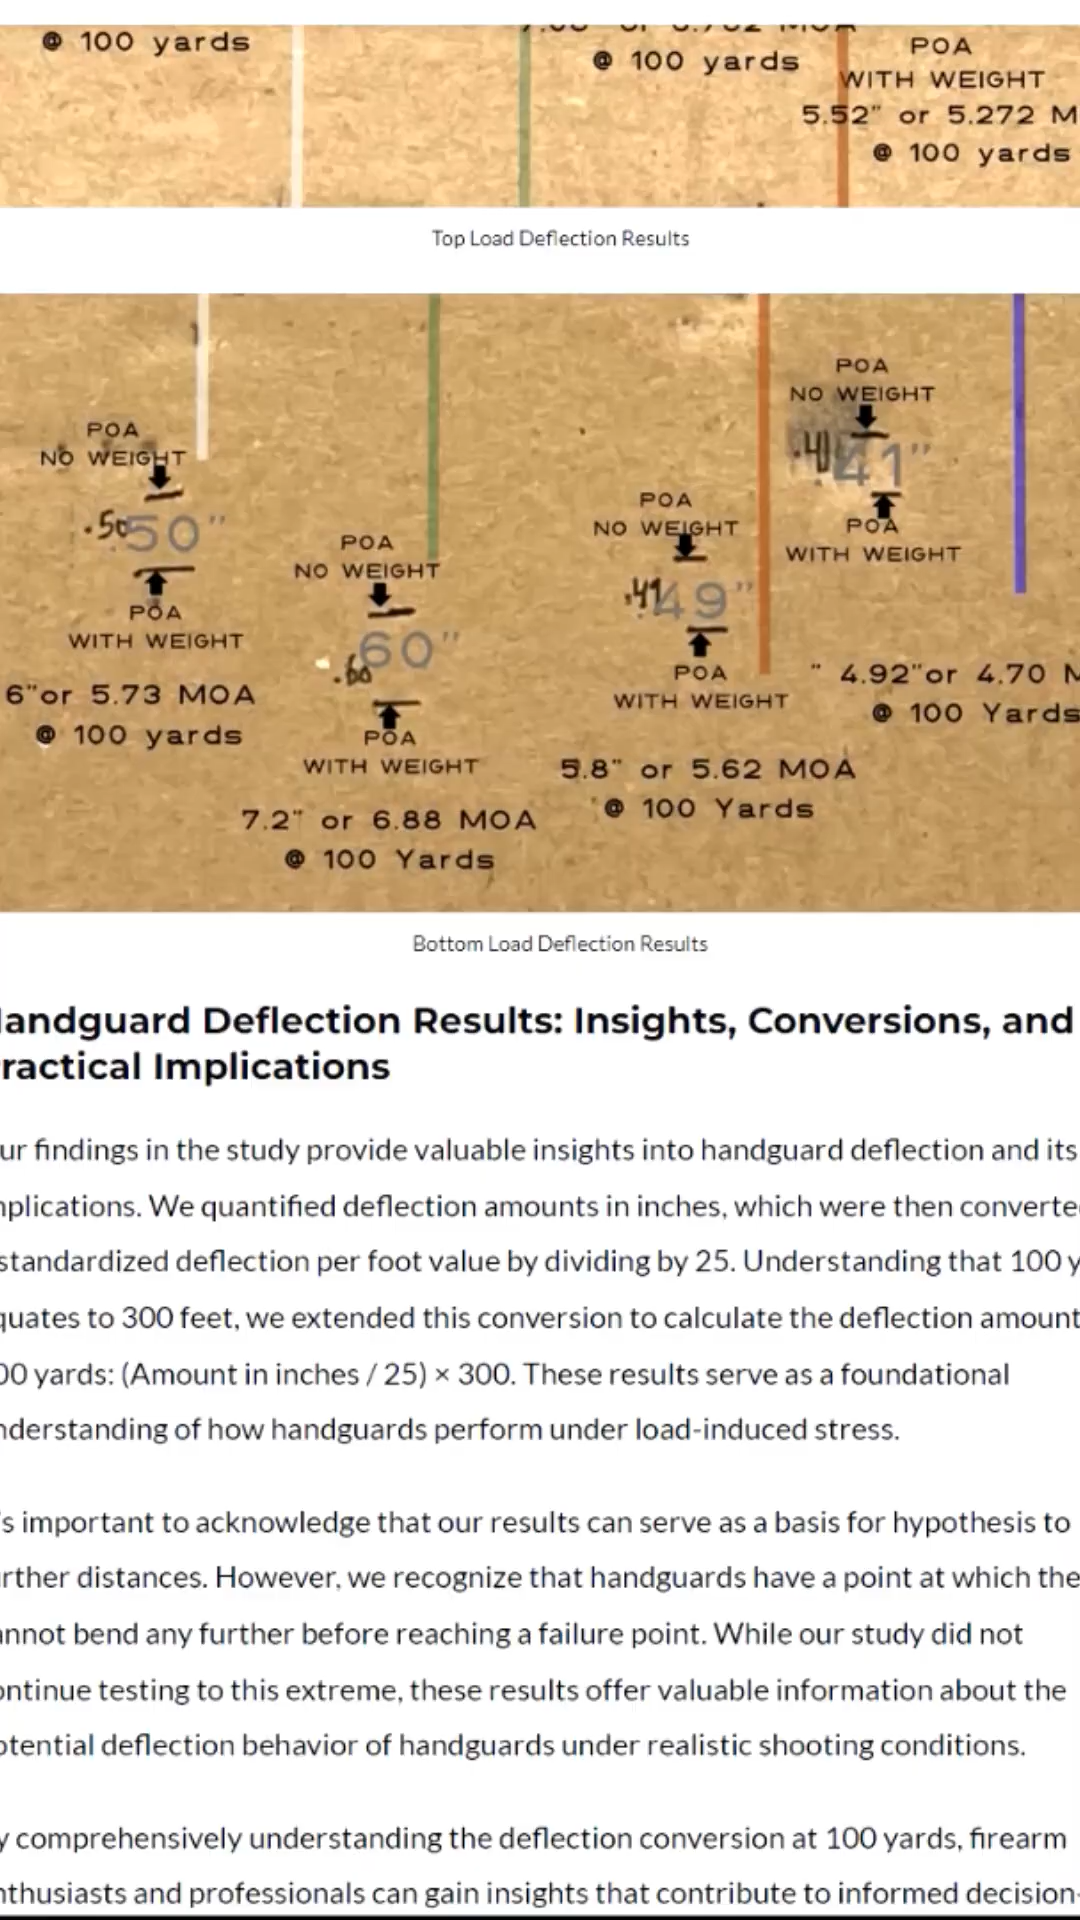 @ 100 yards
@ 100 yards
POA
WITH WEIGHT
5.52" or 5.272 M
@ 100 yards
Top Load Deflection Results
POA
NO WEIGHT
.50
.50"
POA
WITH WEIGHT
6"or 5.73 MOA
@ 100 yards
POA
NO WEIGHT
60"
.60
POA
WITH WEIGHT
7.2" or 6.88 MOA
@ 100 Yards
POA
NO WEIGHT
.49
.49"
POA
WITH WEIGHT
5.8" or 5.62 MOA
@ 100 Yards
POA
NO WEIGHT
.41
.41"
POA
WITH WEIGHT
" 4.92"or 4.70 M
@ 100 Yards
Bottom Load Deflection Results
andguard Deflection Results: Insights, Conversions, and
ractical Implications
ur findings in the study provide valuable insights into handguard deflection and its
nplications. We quantified deflection amounts in inches, which were then converte
standardized deflection per foot value by dividing by 25. Understanding that 100 y
quates to 300 feet, we extended this conversion to calculate the deflection amount
00 yards: (Amount in inches / 25) × 300. These results serve as a foundational
nderstanding of how handguards perform under load-induced stress.
's important to acknowledge that our results can serve as a basis for hypothesis to
rther distances. However, we recognize that handguards have a point at which the
annot bend any further before reaching a failure point. While our study did not
ontinue testing to this extreme, these results offer valuable information about the
otential deflection behavior of handguards under realistic shooting conditions.
y comprehensively understanding the deflection conversion at 100 yards, firearm
nthusiasts and professionals can gain insights that contribute to informed decision-